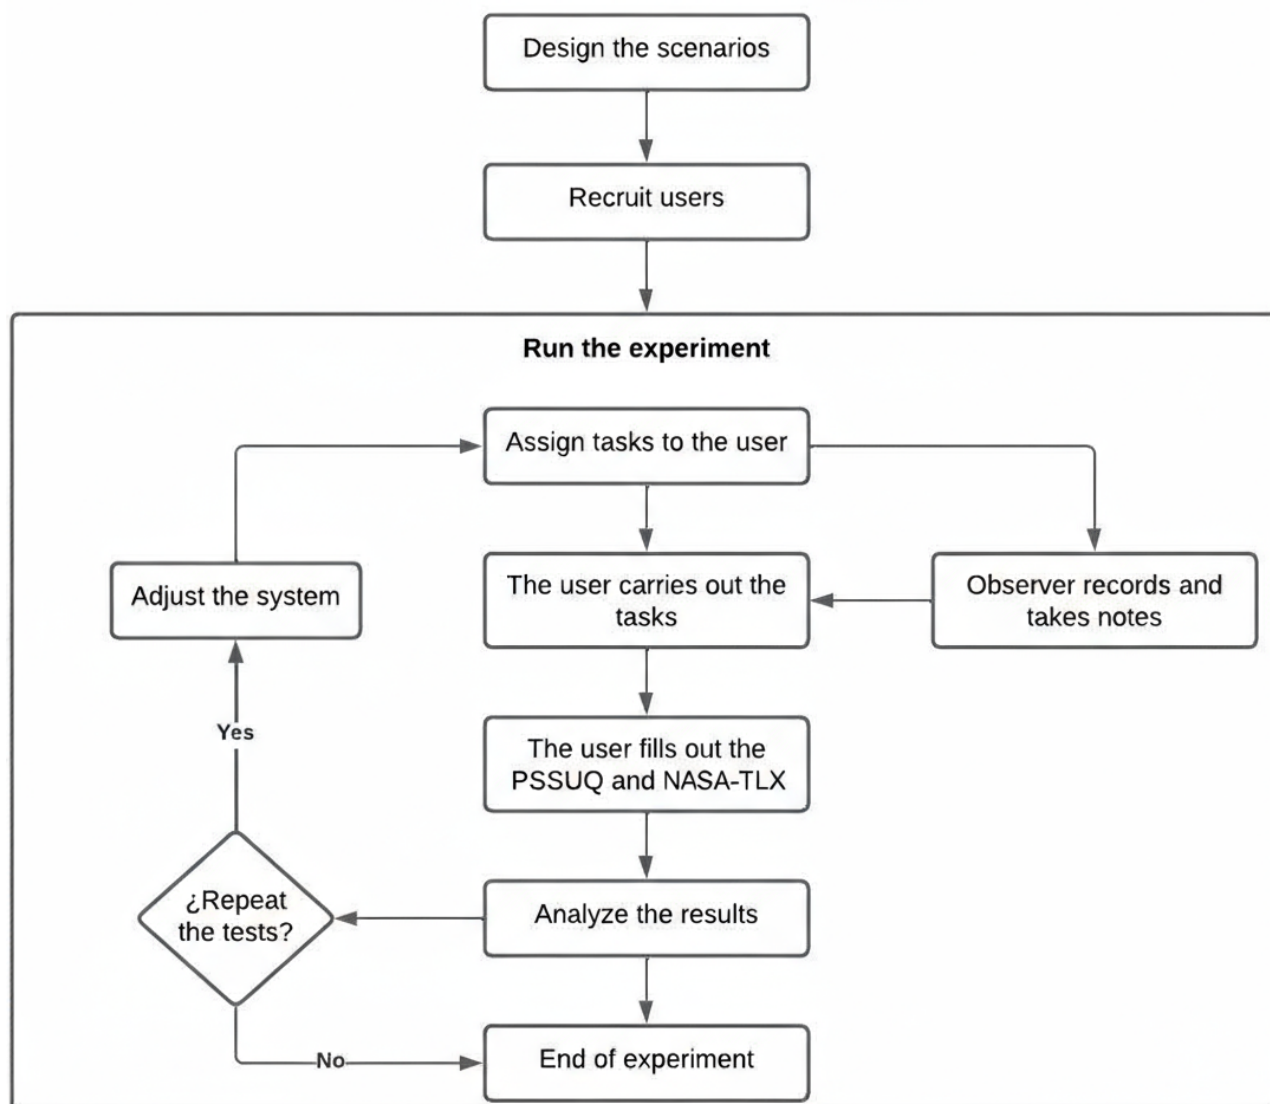 Design the scenarios
Recruit users
Run the experiment
Assign tasks to the user
The user carries out the
tasks
Observer records and
takes notes
Adjust the system
Yes
The user fills out the
PSSUQ and NASA-TLX
¿Repeat
the tests?
Analyze the results
No
End of experiment